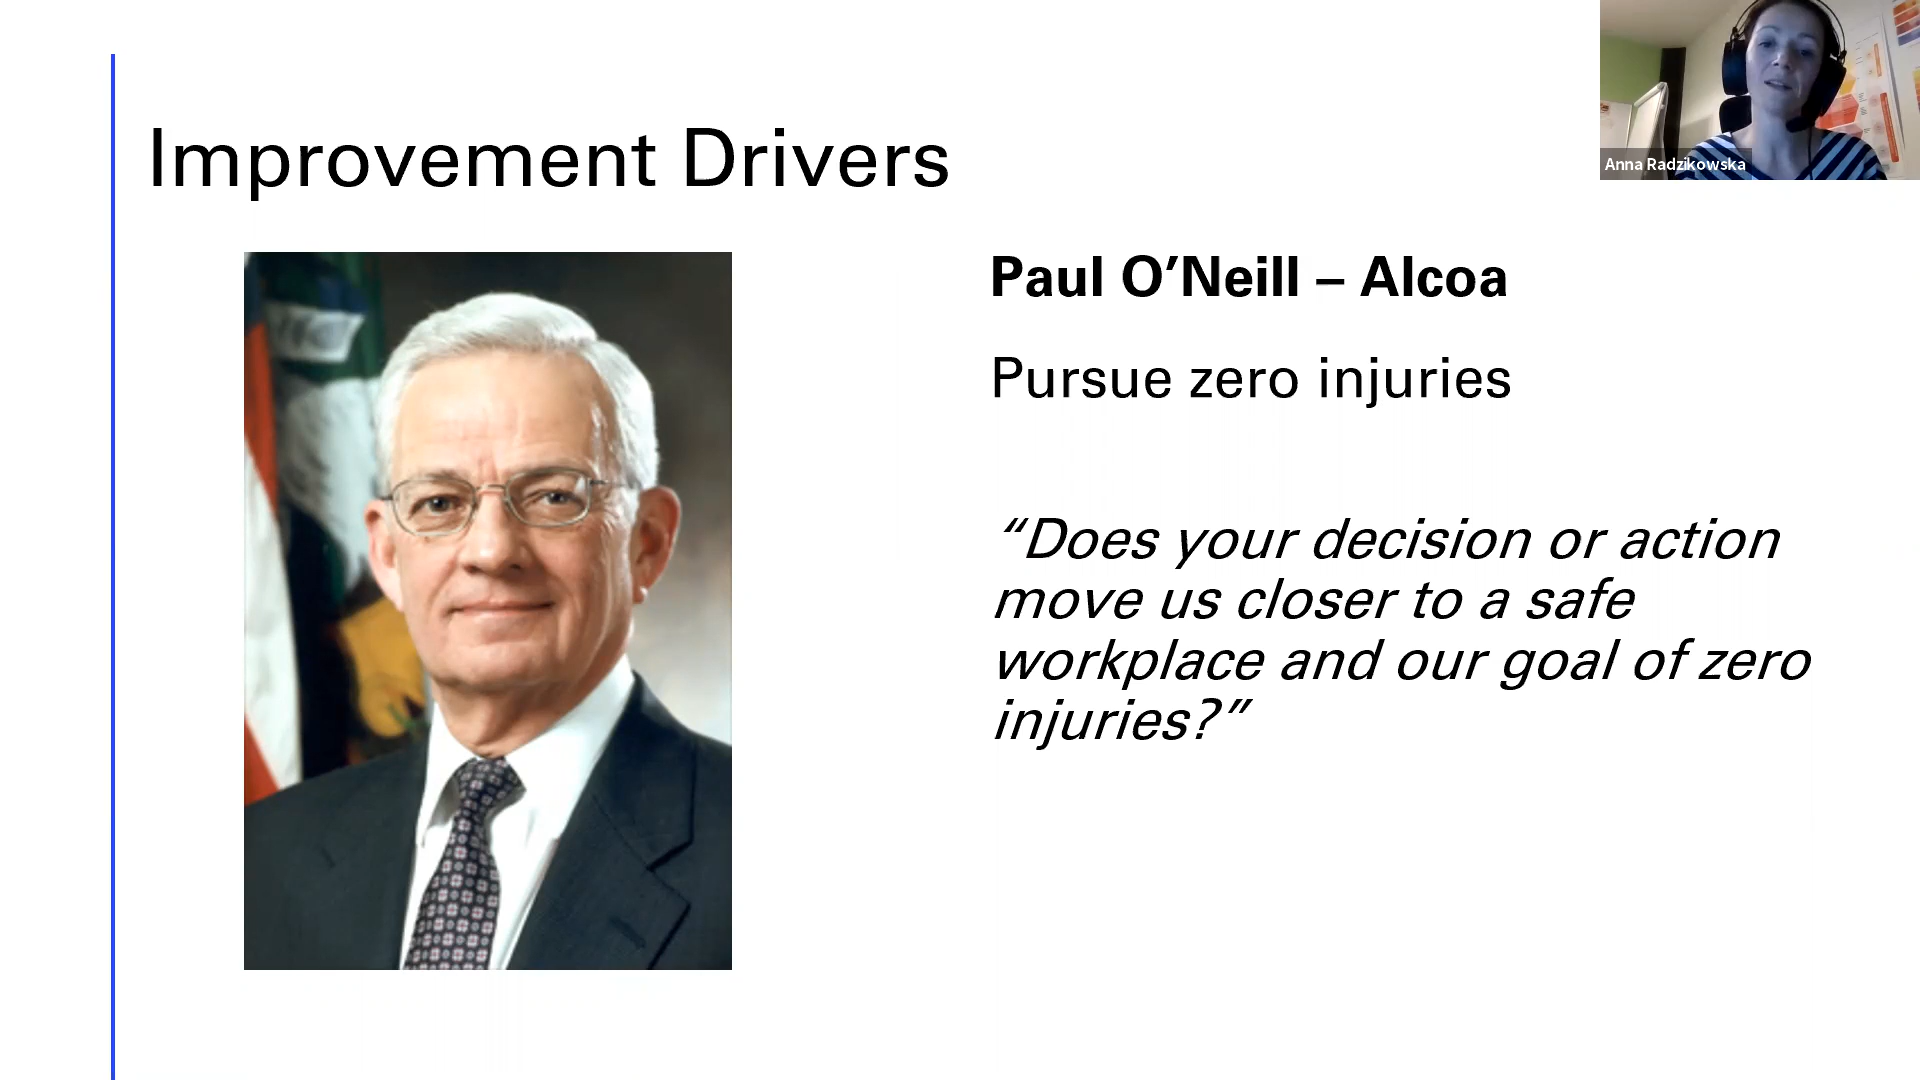 Improvement Drivers
Paul O’Neill – Alcoa
Pursue zero injuries
“Does your decision or action
move us closer to a safe
workplace and our goal of zero
injuries?”
Anna Radzikowska